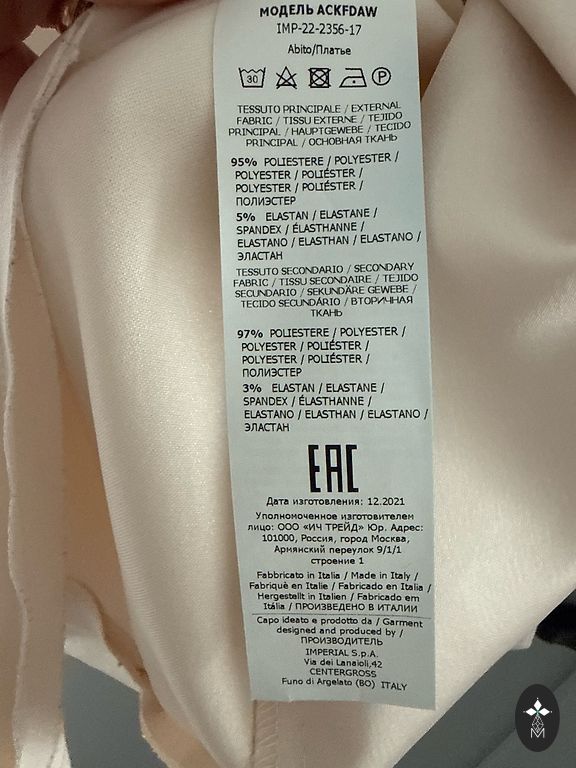 МОДЕЛЬ ACKFDAW
IMP-22-2356-17
Abito/Платье
30 P
TESSUTO PRINCIPALE / EXTERNAL
FABRIC / TISSU EXTERNE / TEJIDO
PRINCIPAL / HAUPTGEWEBE / TECIDO
PRINCIPAL / ОСНОВНАЯ ТКАНЬ
95% POLIESTERE / POLYESTER /
POLYESTER / POLIÉSTER /
POLYESTER / POLIÉSTER /
ПОЛИЭСТЕР
5% ELASTAN / ELASTANE /
SPANDEX / ÉLASTHANNE /
ELASTANO / ELASTHAN / ELASTANO /
ЭЛАСТАН
TESSUTO SECONDARIO / SECONDARY
FABRIC / TISSU SECONDAIRE / TEJIDO
SECUNDARIO / SEKUNDÄRE GEWEBE /
TECIDO SECUNDÁRIO / ВТОРИЧНАЯ
ТКАНЬ
97% POLIESTERE / POLYESTER /
POLYESTER / POLIÉSTER /
POLYESTER / POLIÉSTER /
ПОЛИЭСТЕР
3% ELASTAN / ELASTANE /
SPANDEX / ÉLASTHANNE /
ELASTANO / ELASTHAN / ELASTANO /
ЭЛАСТАН
EAC
Дата изготовления: 12.2021
Уполномоченное изготовителем
лицо: ООО «ИЧ ТРЕЙД» Юр. Адрес:
101000, Россия, город Москва,
Армянский переулок 9/1/1
строение 1
Fabbricato in Italia / Made in Italy /
Fabriqué en Italie / Fabricado en Italia /
Hergestellt in Italien / Fabricado em
Itália / ПРОИЗВЕДЕНО В ИТАЛИИ
Capo ideato e prodotto da / Garment
designed and produced by /
ПРОИЗВОДИТЕЛЬ
IMPERIAL S.p.A.
Via dei Lanaioli,42
CENTERGROSS
Funo di Argelato (BO) ITALY
M